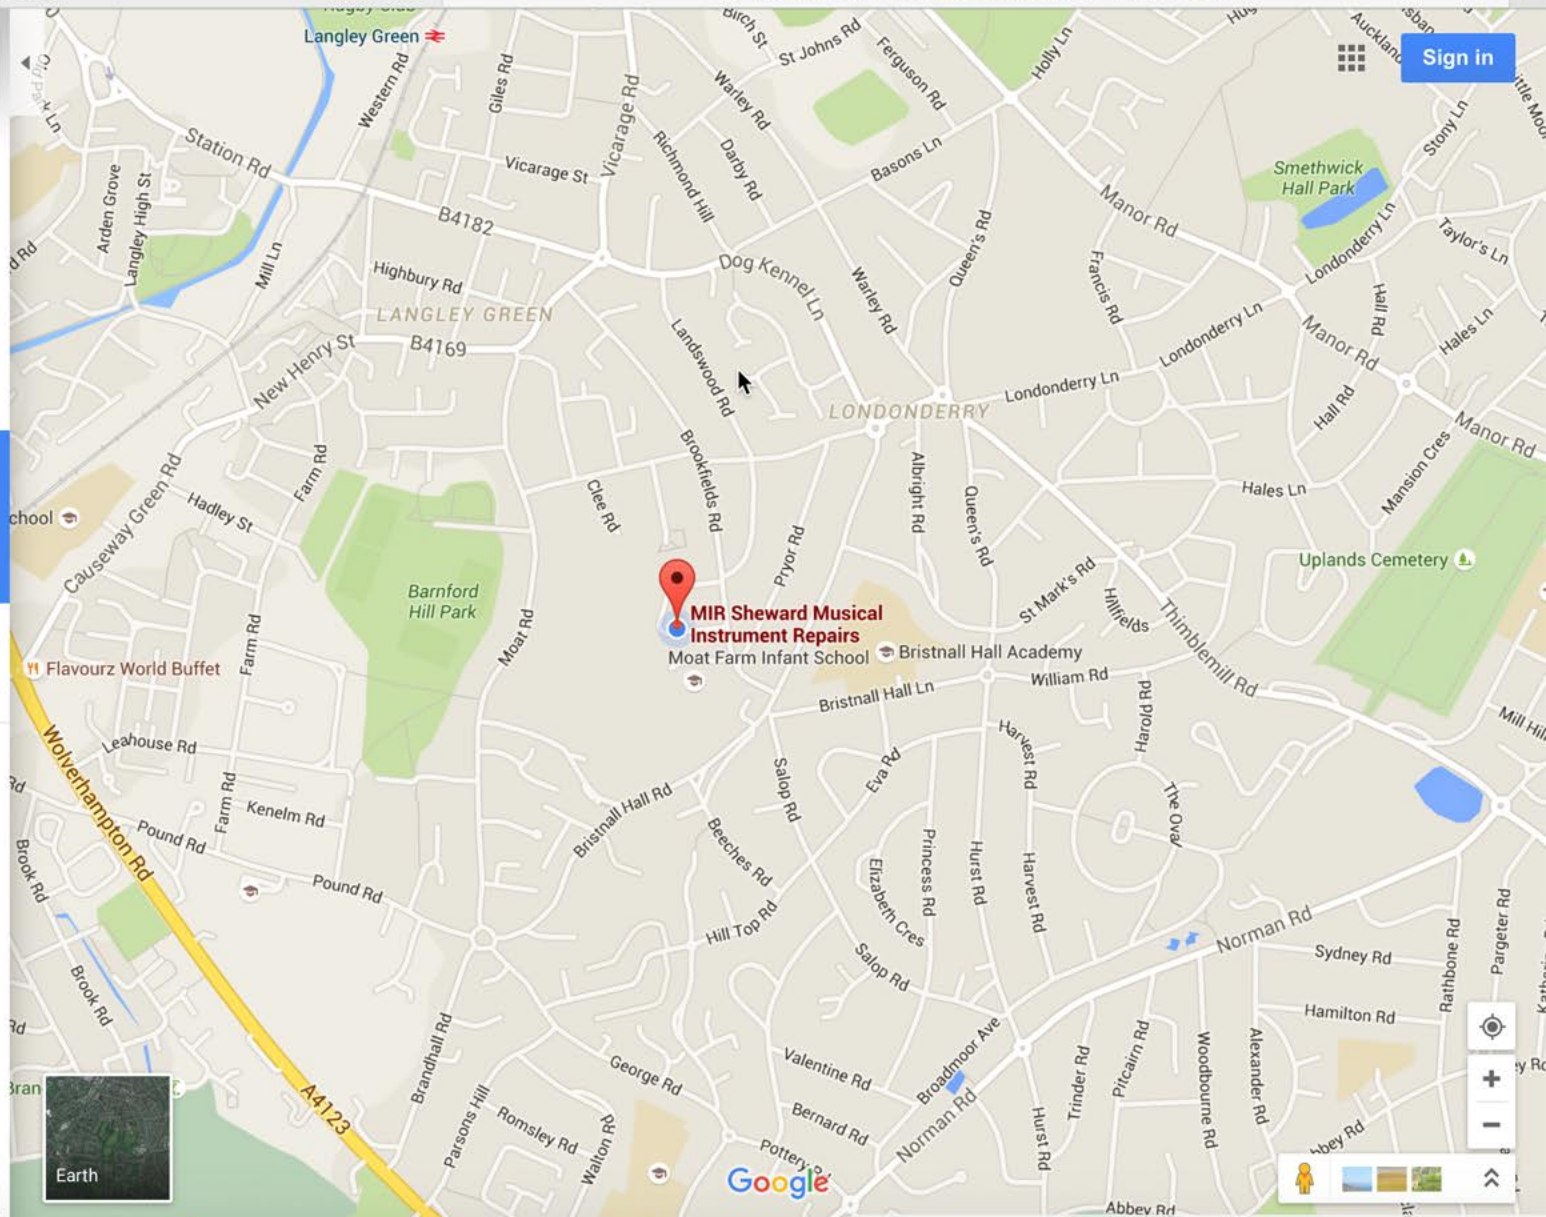 Langley Green
Birch St
St Johns Rd
Ferguson Rd
Holly Ln
Sign in
Western Rd
Giles Rd
Vicarage Rd
Warley Rd
Stony Ln
Station Rd
Arden Grove
Langley High St
Vicarage St
Richmond Hill
Darby Rd
Basons Ln
Smethwick
Hall Park
Manor Rd
B4182
Londonderry Ln
Taylor's Ln
Mill Ln
Highbury Rd
Dog Kennel Ln
Warley Rd
Queen's Rd
Francis Rd
Hall Rd
LANGLEY GREEN
B4169
New Henry St
Landswood Rd
Londonderry Ln
Manor Rd
Hales Ln
Londonderry Ln
LONDONDERRY
Hall Rd
Manor Rd
Causeway Green Rd
Farm Rd
Hadley St
Brookfields Rd
Clee Rd
Albright Rd
Queen's Rd
Hales Ln
Mansion Cres
chool
Pryor Rd
Uplands Cemetery
Barnford
Hill Park
MIR Sheward Musical
Instrument Repairs
Moat Farm Infant School
Bristnall Hall Academy
St Mark's Rd
Hillfields
Thimblemill Rd
Flavourz World Buffet
Farm Rd
Moat Rd
Bristnall Hall Ln
William Rd
Harold Rd
Wolverhampton Rd
Leahouse Rd
Harvest Rd
Eva Rd
Salop Rd
The Oval
Farm Rd
Kenelm Rd
Pound Rd
Bristnall Hall Rd
Beeches Rd
Brook Rd
Pound Rd
Elizabeth Cres
Princess Rd
Hurst Rd
Harvest Rd
Hill Top Rd
Norman Rd
Sydney Rd
Rathbone Rd
Pargeter Rd
Brook Rd
Salop Rd
Hamilton Rd
Brandhall Rd
George Rd
Valentine Rd
Broadmoor Ave
Trinder Rd
Pitcairn Rd
Woodbourne Rd
Alexander Rd
A4123
Parsons Hill
Romsley Rd
Walton Rd
Bernard Rd
Norman Rd
Hurst Rd
Earth
Google
Abbey Rd